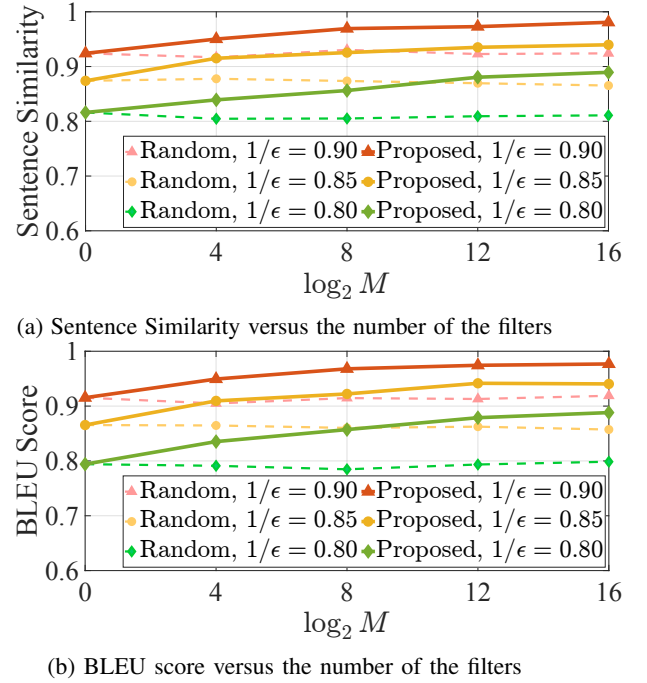 1
0.9
0.8
0.7
0.6
Sentence Similarity
Random, 1/ϵ = 0.90 Proposed, 1/ϵ = 0.90
Random, 1/ϵ = 0.85 Proposed, 1/ϵ = 0.85
Random, 1/ϵ = 0.80 Proposed, 1/ϵ = 0.80
0 4 8 12 16
log₂ M
(a) Sentence Similarity versus the number of the filters
1
0.9
0.8
0.7
0.6
BLEU Score
Random, 1/ϵ = 0.90 Proposed, 1/ϵ = 0.90
Random, 1/ϵ = 0.85 Proposed, 1/ϵ = 0.85
Random, 1/ϵ = 0.80 Proposed, 1/ϵ = 0.80
0 4 8 12 16
log₂ M
(b) BLEU score versus the number of the filters